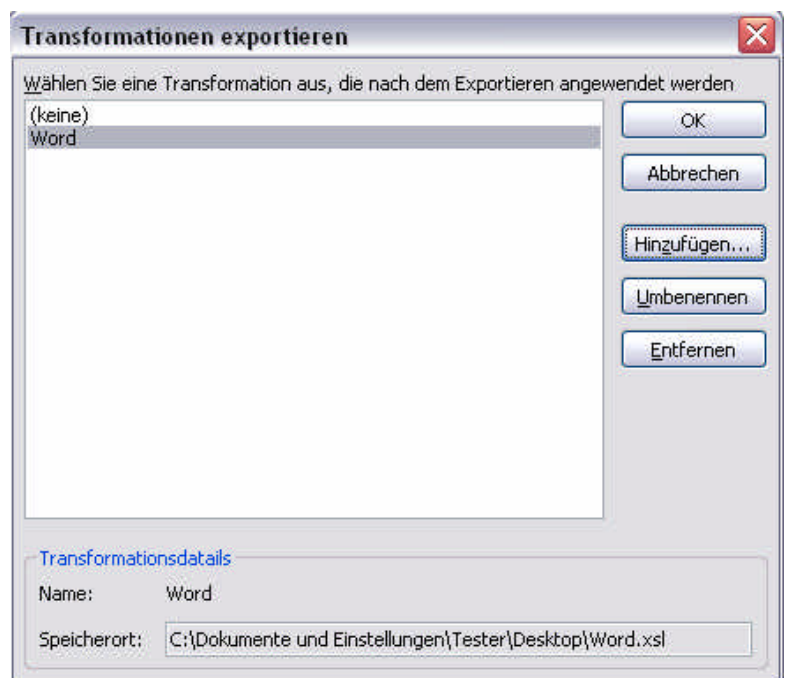 Transformationen exportieren
Wählen Sie eine Transformation aus, die nach dem Exportieren angewendet werden
(keine)
Word
OK
Abbrechen
Hinzufügen...
Umbenennen
Entfernen
Transformationsdatails
Name: Word
Speicherort: C:\Dokumente und Einstellungen\Tester\Desktop\Word.xsl